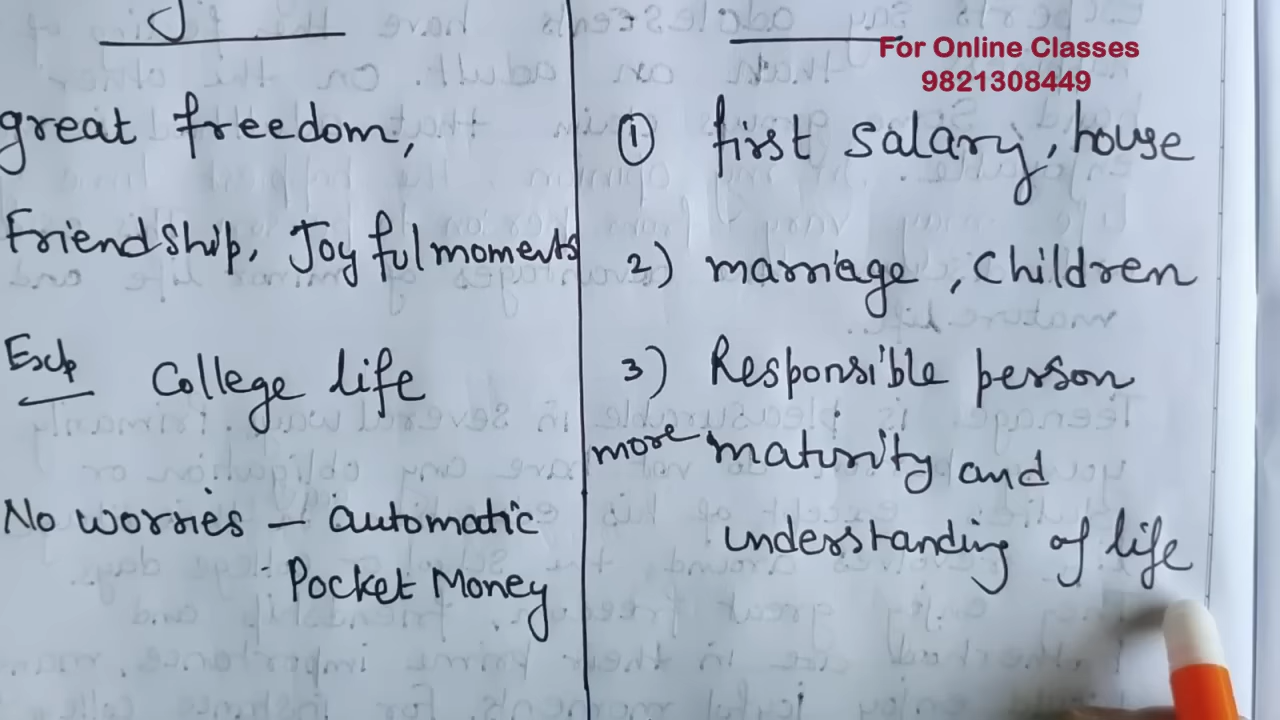 For Online Classes
9821308449
great freedom,
Friendship, Joyful moments
College life
No worries – automatic
Pocket Money
① first salary, house
2) marriage, Children
3) Responsible person
more maturity and
understanding of life